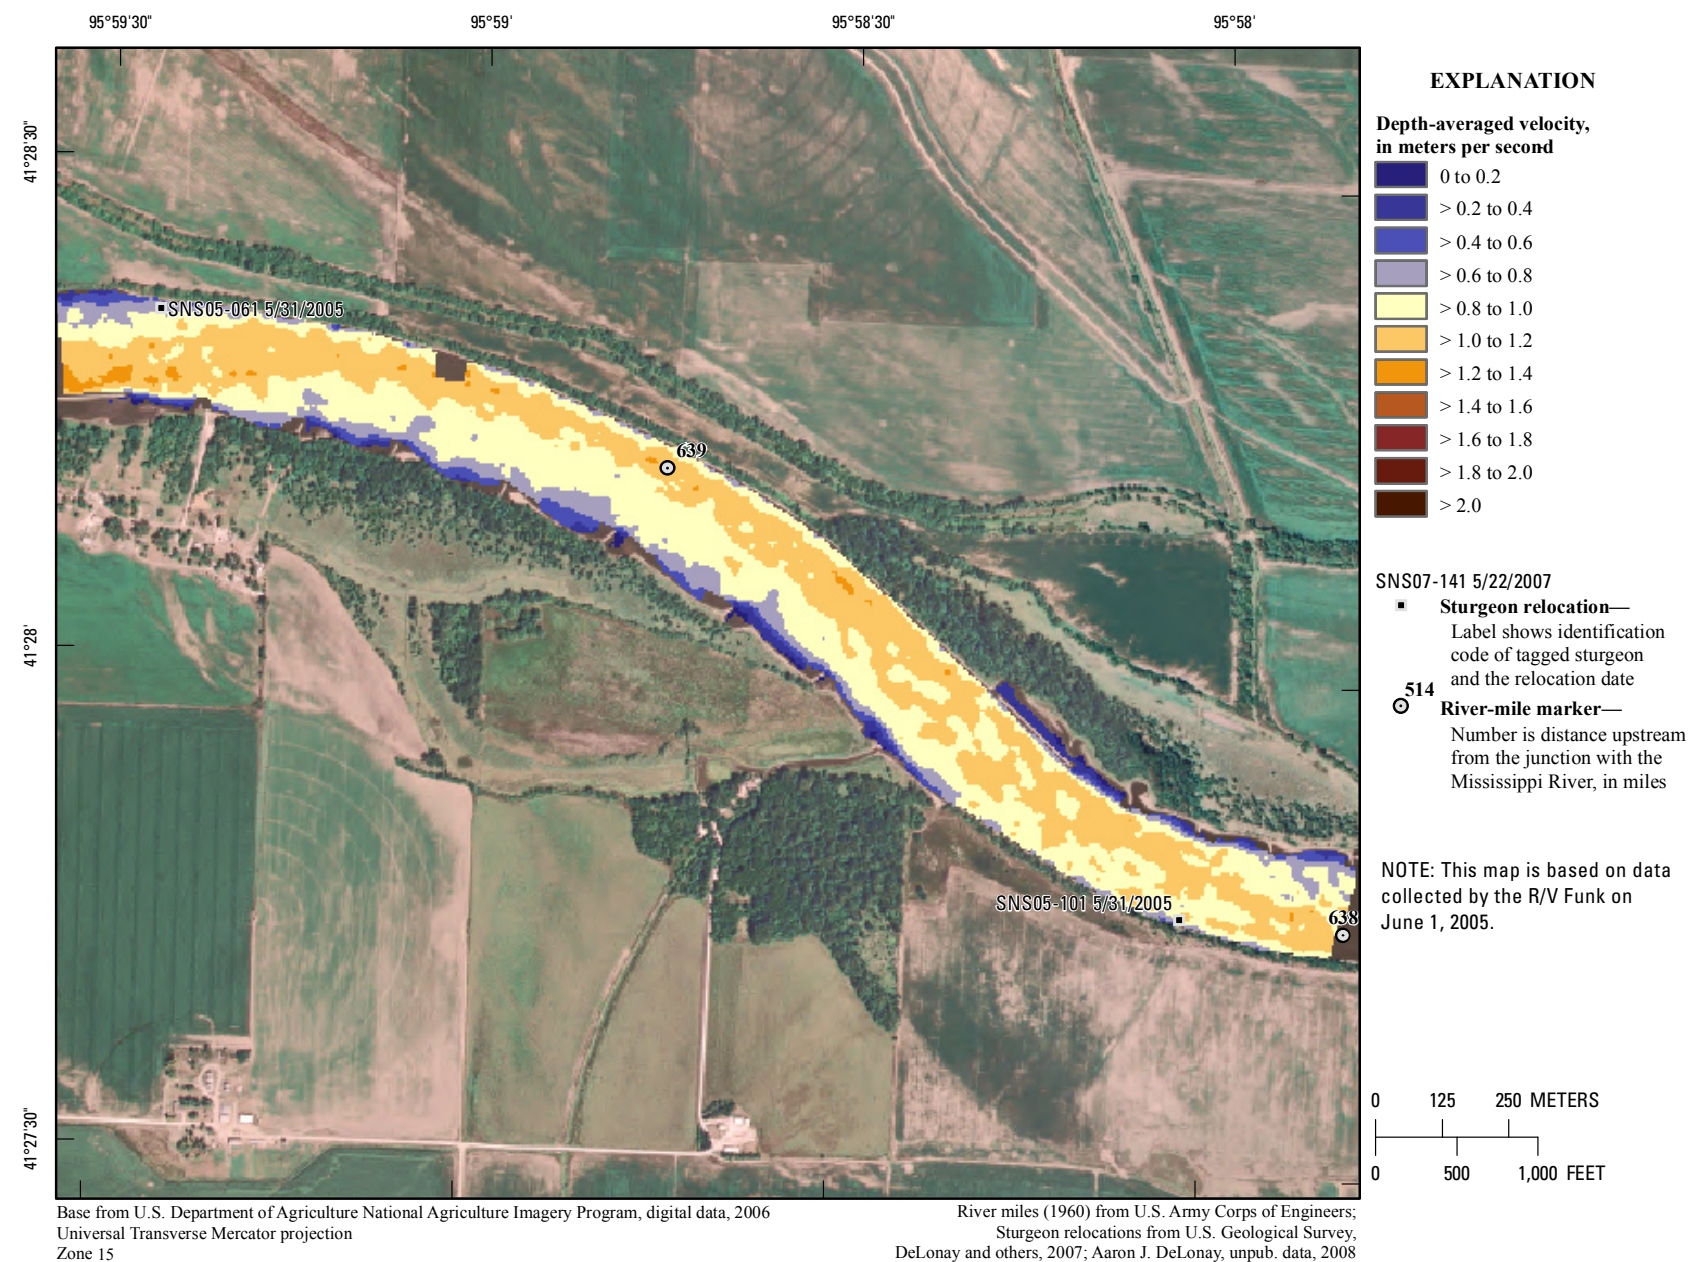 95°59'30"
95°59'
95°58'30"
95°58'
41°28'30"
41°28'
41°27'30"
SNS05-061 5/31/2005
639
SNS05-101 5/31/2005
638
EXPLANATION
Depth-averaged velocity,
in meters per second
0 to 0.2
> 0.2 to 0.4
> 0.4 to 0.6
> 0.6 to 0.8
> 0.8 to 1.0
> 1.0 to 1.2
> 1.2 to 1.4
> 1.4 to 1.6
> 1.6 to 1.8
> 1.8 to 2.0
> 2.0
SNS07-141 5/22/2007
Sturgeon relocation—
Label shows identification
code of tagged sturgeon
and the relocation date
514
River-mile marker—
Number is distance upstream
from the junction with the
Mississippi River, in miles
NOTE: This map is based on data
collected by the R/V Funk on
June 1, 2005.
0 125 250 METERS
0 500 1,000 FEET
Base from U.S. Department of Agriculture National Agriculture Imagery Program, digital data, 2006
Universal Transverse Mercator projection
Zone 15
River miles (1960) from U.S. Army Corps of Engineers;
Sturgeon relocations from U.S. Geological Survey,
DeLonay and others, 2007; Aaron J. DeLonay, unpub. data, 2008